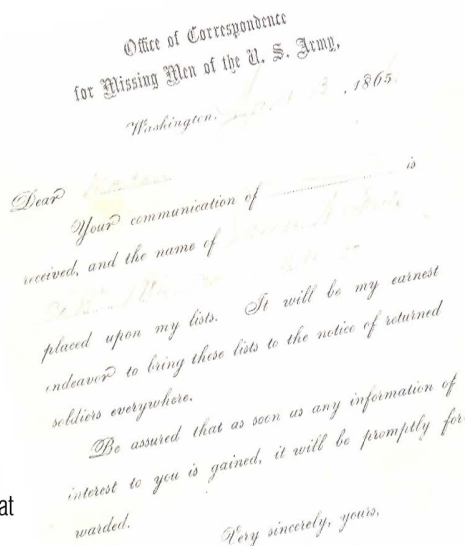 Office of Correspondence
for Missing Men of the U. S. Army,
Washington, , 1865
Dear
Your communication of is
received, and the name of
placed upon my lists. It will be my earnest
endeavor to bring these lists to the notice of returned
soldiers everywhere.
Be assured that as soon as any information of
interest to you is gained, it will be promptly for-
warded.
at
Very sincerely, yours,